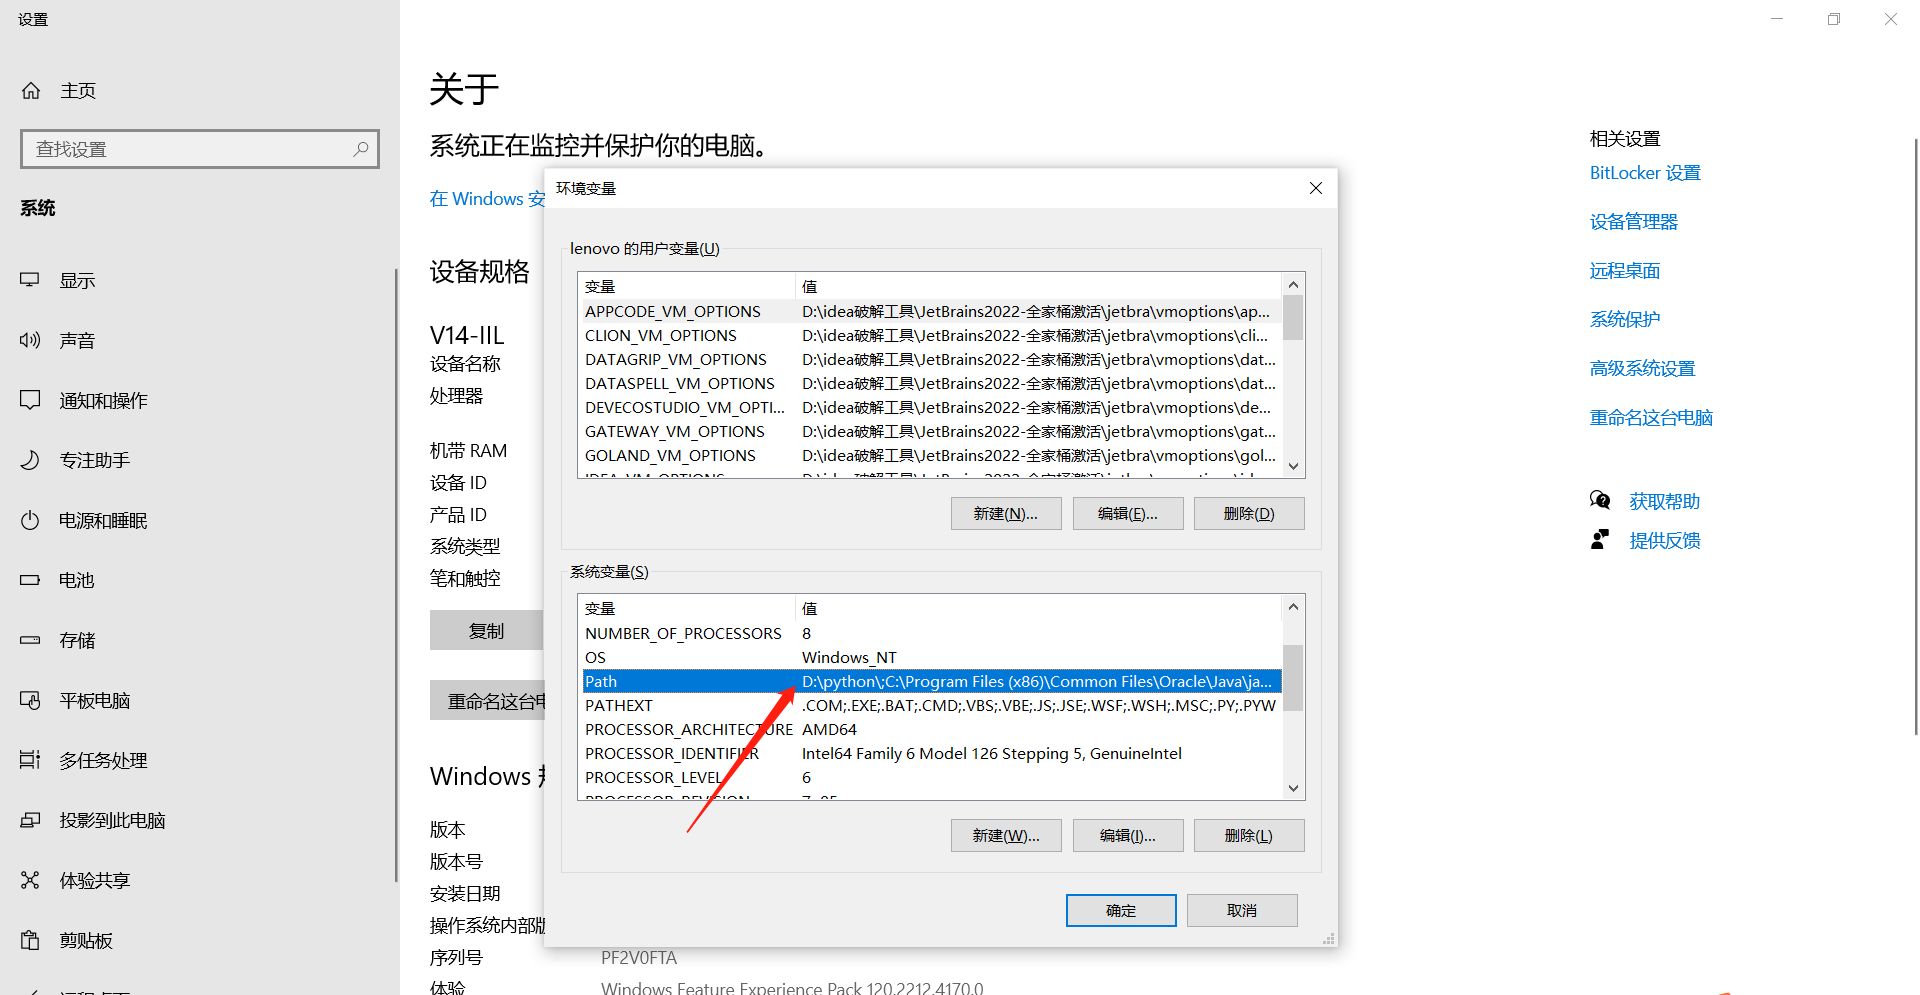 设置
主页
查找设置
系统
显示
声音
通知和操作
专注助手
电源和睡眠
电池
存储
平板电脑
多任务处理
投影到此电脑
体验共享
剪贴板
关于
系统正在监控并保护你的电脑。
在 Windows 安
设备规格
V14-IIL
设备名称
处理器
机带 RAM
设备 ID
产品 ID
系统类型
笔和触控
复制
重命名这台电
Windows 规
版本
版本号
安装日期
操作系统内部版
序列号 PF2V0FTA
体验 Windows Feature Experience Pack 120.2212.4170.0
环境变量
lenovo 的用户变量(U)
变量 值
APPCODE_VM_OPTIONS D:\idea破解工具\JetBrains2022-全家桶激活\jetbra\vmoptions\ap...
CLION_VM_OPTIONS D:\idea破解工具\JetBrains2022-全家桶激活\jetbra\vmoptions\cli...
DATAGRIP_VM_OPTIONS D:\idea破解工具\JetBrains2022-全家桶激活\jetbra\vmoptions\dat...
DATASPELL_VM_OPTIONS D:\idea破解工具\JetBrains2022-全家桶激活\jetbra\vmoptions\dat...
DEVECOSTUDIO_VM_OPTI... D:\idea破解工具\JetBrains2022-全家桶激活\jetbra\vmoptions\de...
GATEWAY_VM_OPTIONS D:\idea破解工具\JetBrains2022-全家桶激活\jetbra\vmoptions\gat...
GOLAND_VM_OPTIONS D:\idea破解工具\JetBrains2022-全家桶激活\jetbra\vmoptions\gol...
新建(N)... 编辑(E)... 删除(D)
系统变量(S)
变量 值
NUMBER_OF_PROCESSORS 8
OS Windows_NT
Path D:\python\;C:\Program Files (x86)\Common Files\Oracle\Java\ja...
PATHEXT .COM;.EXE;.BAT;.CMD;.VBS;.VBE;.JS;.JSE;.WSF;.WSH;.MSC;.PY;.PYW
PROCESSOR_ARCHITECTURE AMD64
PROCESSOR_IDENTIFIER Intel64 Family 6 Model 126 Stepping 5, GenuineIntel
PROCESSOR_LEVEL 6
新建(W)... 编辑(I)... 删除(L)
确定 取消
相关设置
BitLocker 设置
设备管理器
远程桌面
系统保护
高级系统设置
重命名这台电脑
获取帮助
提供反馈